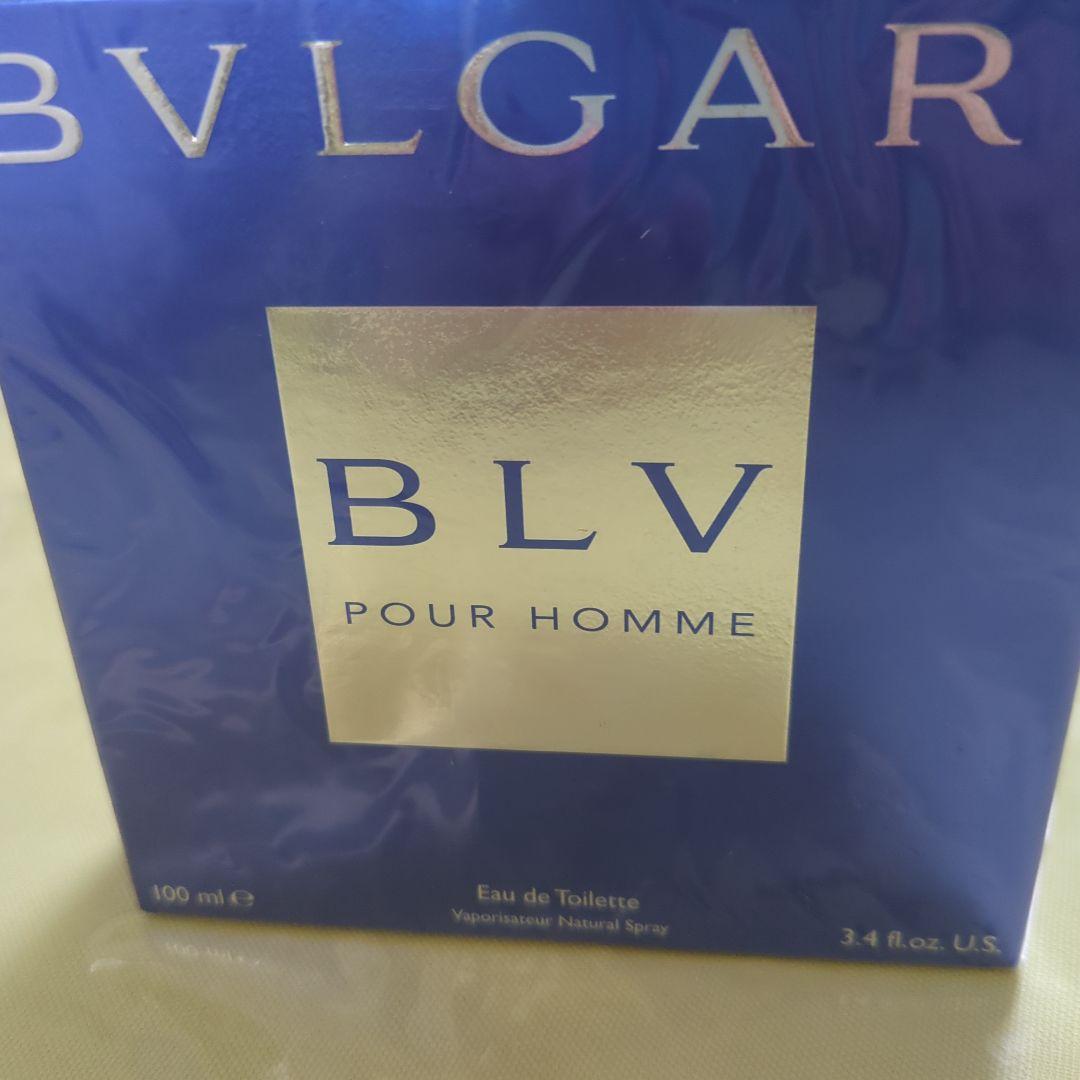 BVLGAR
BLV
POUR HOMME
100 ml ℮
Eau de Toilette
Vaporisateur Natural Spray
3.4 fl.oz. U.S.